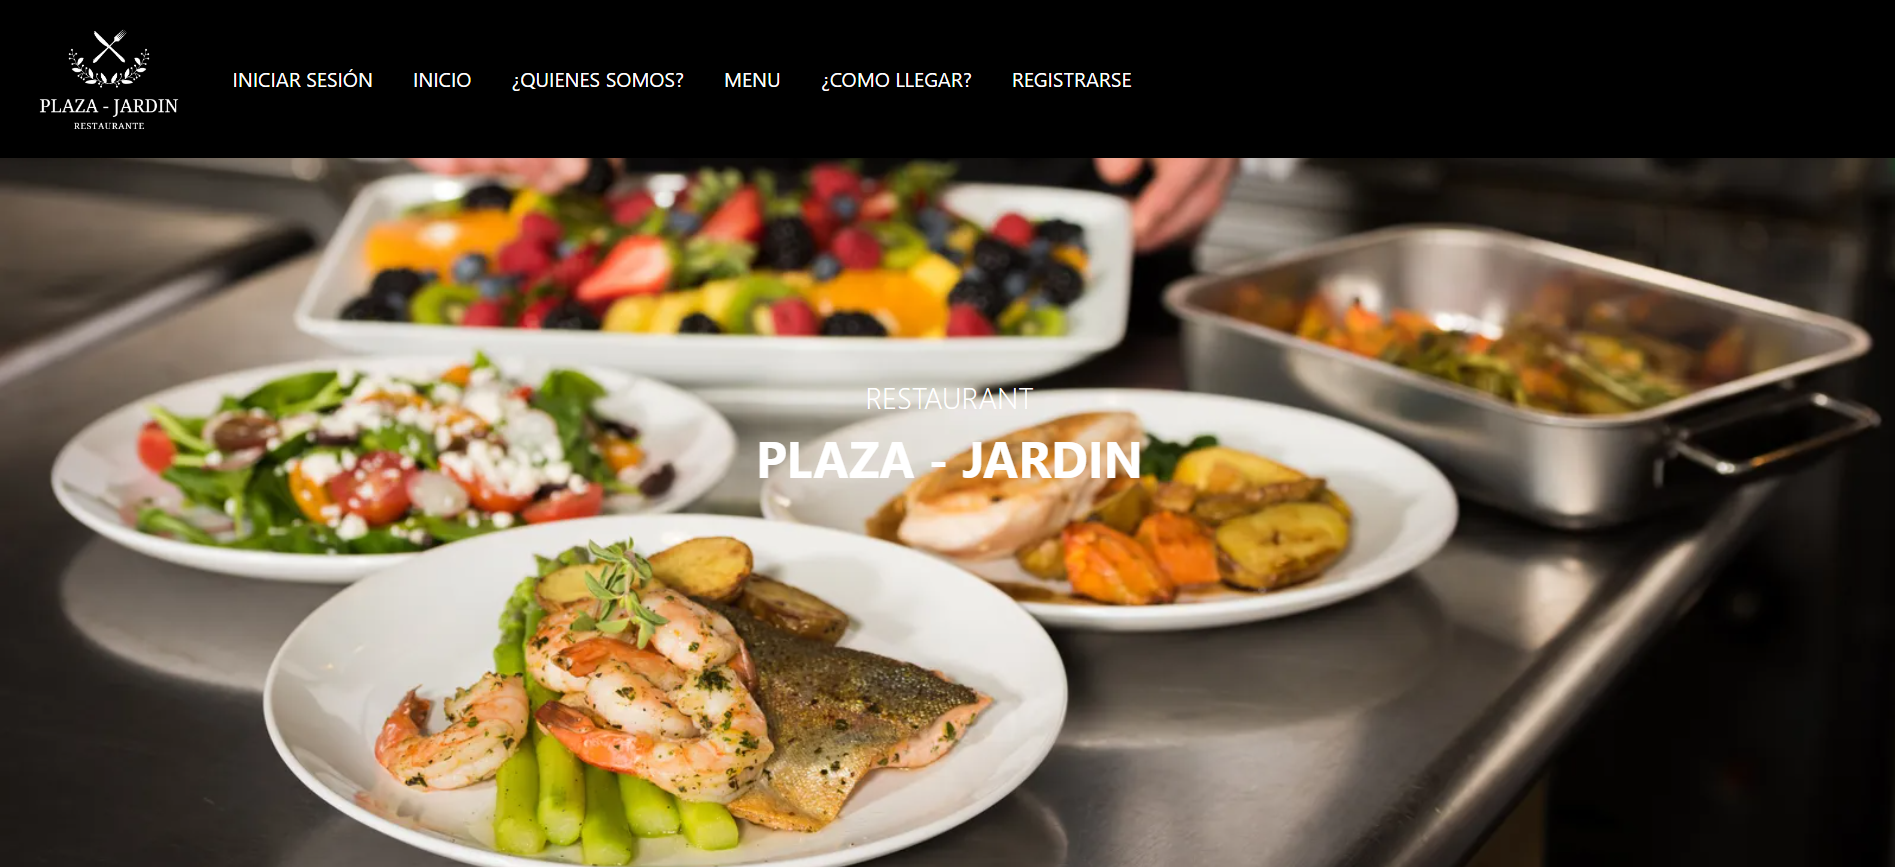 PLAZA - JARDIN
RESTAURANTE
INICIAR SESIÓN INICIO ¿QUIENES SOMOS? MENU ¿COMO LLEGAR? REGISTRARSE
RESTAURANT
PLAZA - JARDIN